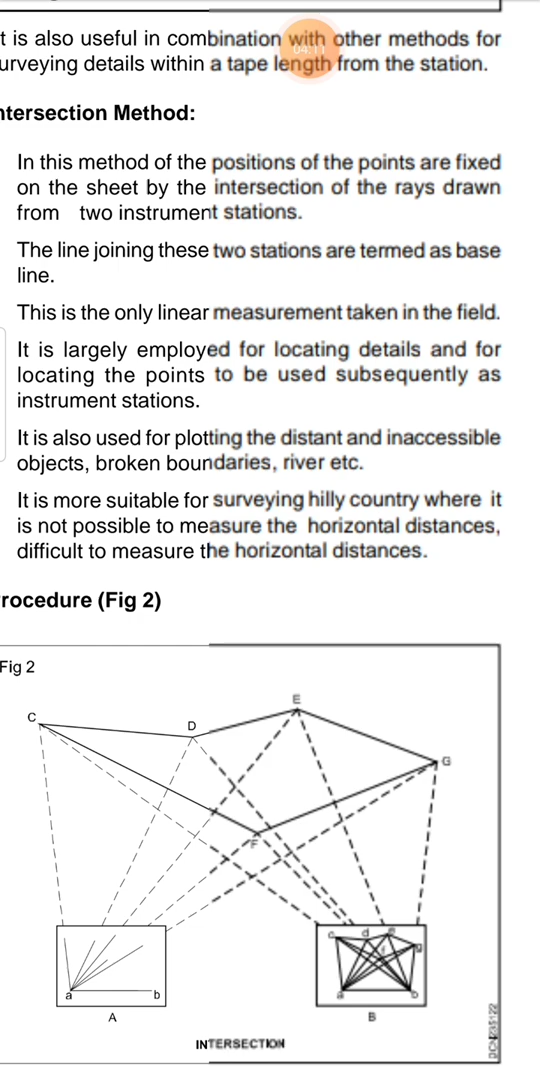 t is also useful in combination with other methods for
urveying details within a tape length from the station.
04:11
ntersection Method:
In this method of the positions of the points are fixed
on the sheet by the intersection of the rays drawn
from two instrument stations.
The line joining these two stations are termed as base
line.
This is the only linear measurement taken in the field.
It is largely employed for locating details and for
locating the points to be used subsequently as
instrument stations.
It is also used for plotting the distant and inaccessible
objects, broken boundaries, river etc.
It is more suitable for surveying hilly country where it
is not possible to measure the horizontal distances,
difficult to measure the horizontal distances.
rocedure (Fig 2)
Fig 2
C
D
E
G
F
c d e
f g
a b
a b
A
B
INTERSECTION